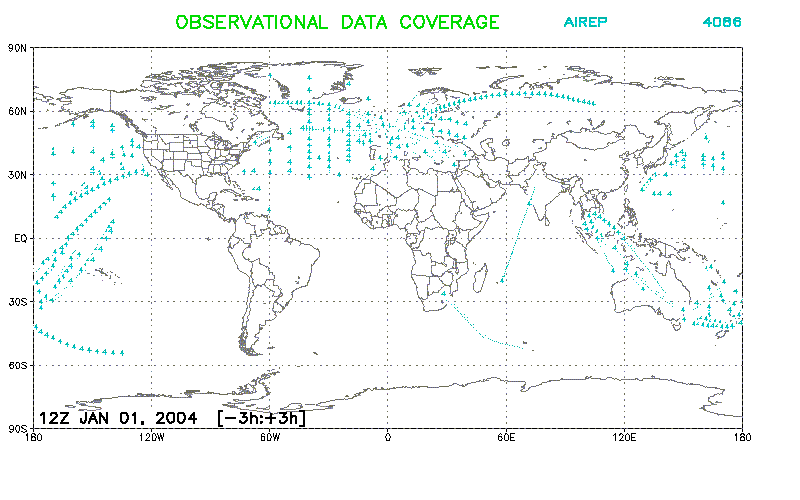 OBSERVATIONAL DATA COVERAGE AIREP 4086
90N
60N
30N
EQ
30S
60S
12Z JAN 01, 2004 [-3h:+3h]
90S
180 120W 60W 0 60E 120E 180